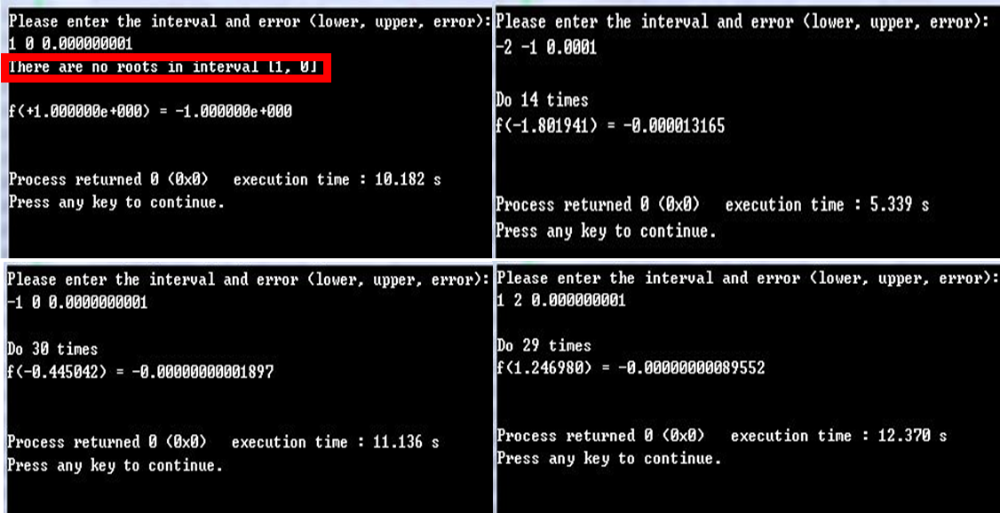 Please enter the interval and error (lower, upper, error):
1 0 0.000000001
There are no roots in interval [1, 0]
f(+1.000000e+000) = -1.000000e+000
Process returned 0 (0x0)   execution time : 10.182 s
Press any key to continue.
Please enter the interval and error (lower, upper, error):
-2 -1 0.0001
Do 14 times
f(-1.801941) = -0.000013165
Process returned 0 (0x0)   execution time : 5.339 s
Press any key to continue.
Please enter the interval and error (lower, upper, error):
-1 0 0.0000000001
Do 30 times
f(-0.445042) = -0.00000000001897
Process returned 0 (0x0)   execution time : 11.136 s
Press any key to continue.
Please enter the interval and error (lower, upper, error):
1 2 0.000000001
Do 29 times
f(1.246980) = -0.00000000089552
Process returned 0 (0x0)   execution time : 12.370 s
Press any key to continue.